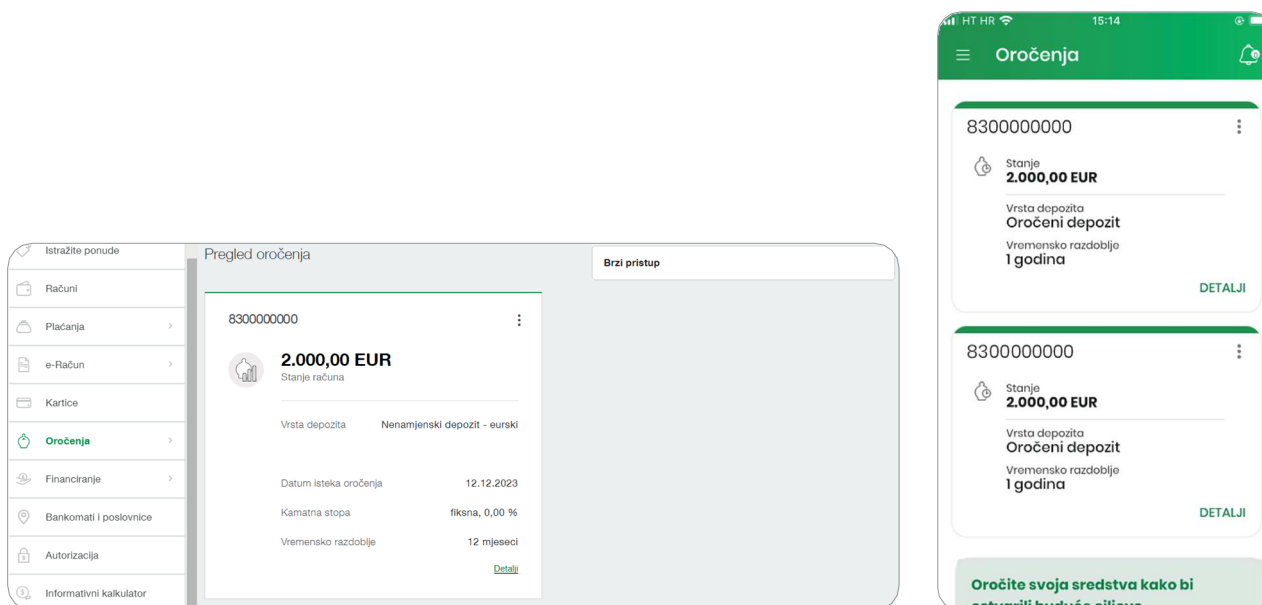 Istražite ponude
Računi
Plaćanja
e-Račun
Kartice
Oročenja
Financiranje
Bankomati i poslovnice
Autorizacija
Informativni kalkulator
Pregled oročenja
8300000000
2.000,00 EUR
Stanje računa
Vrsta depozita Nenamjenski depozit - eurski
Datum isteka oročenja 12.12.2023
Kamatna stopa fiksna, 0,00 %
Vremensko razdoblje 12 mjeseci
Detalji
Brzi pristup
HT HR 15:14
Oročenja
8300000000
Stanje
2.000,00 EUR
Vrsta depozita
Oročeni depozit
Vremensko razdoblje
1 godina
DETALJI
8300000000
Stanje
2.000,00 EUR
Vrsta depozita
Oročeni depozit
Vremensko razdoblje
1 godina
DETALJI
Oročite svoja sredstva kako bi
ostvarili buduće ciljeve